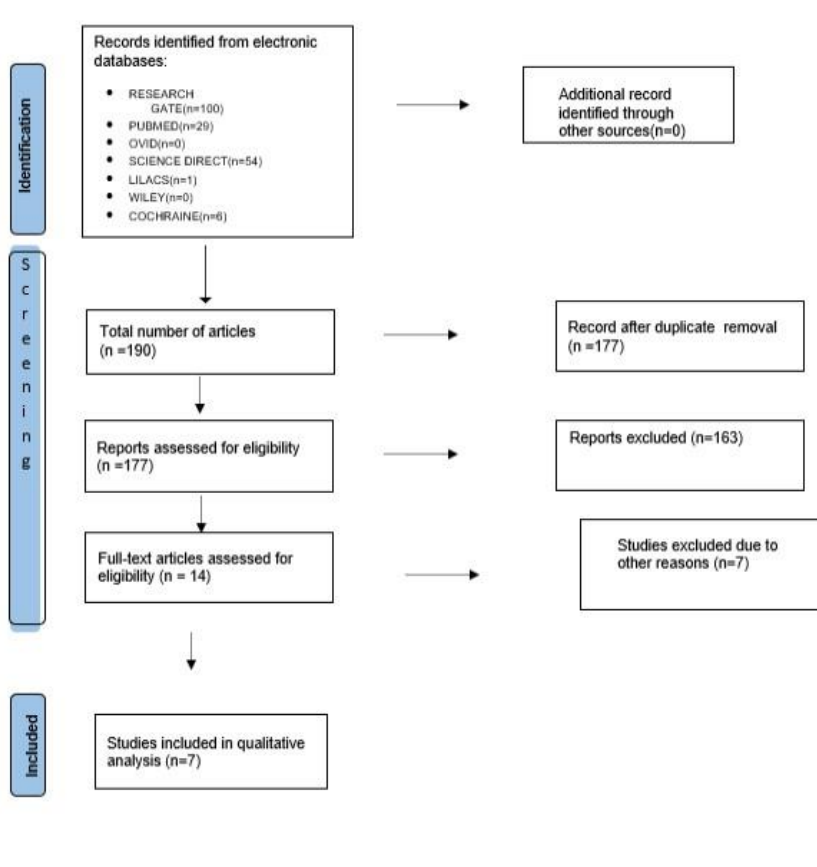 Identification
Records identified from electronic
databases:
• RESEARCH
GATE(n=100)
• PUBMED(n=29)
• OVID(n=0)
• SCIENCE DIRECT(n=54)
• LILACS(n=1)
• WILEY(n=0)
• COCHRAINE(n=6)
Additional record
identified through
other sources(n=0)
Screening
Total number of articles
(n =190)
Record after duplicate removal
(n =177)
Reports assessed for eligibility
(n =177)
Reports excluded (n=163)
Full-text articles assessed for
eligibility (n = 14)
Studies excluded due to
other reasons (n=7)
Included
Studies included in qualitative
analysis (n=7)